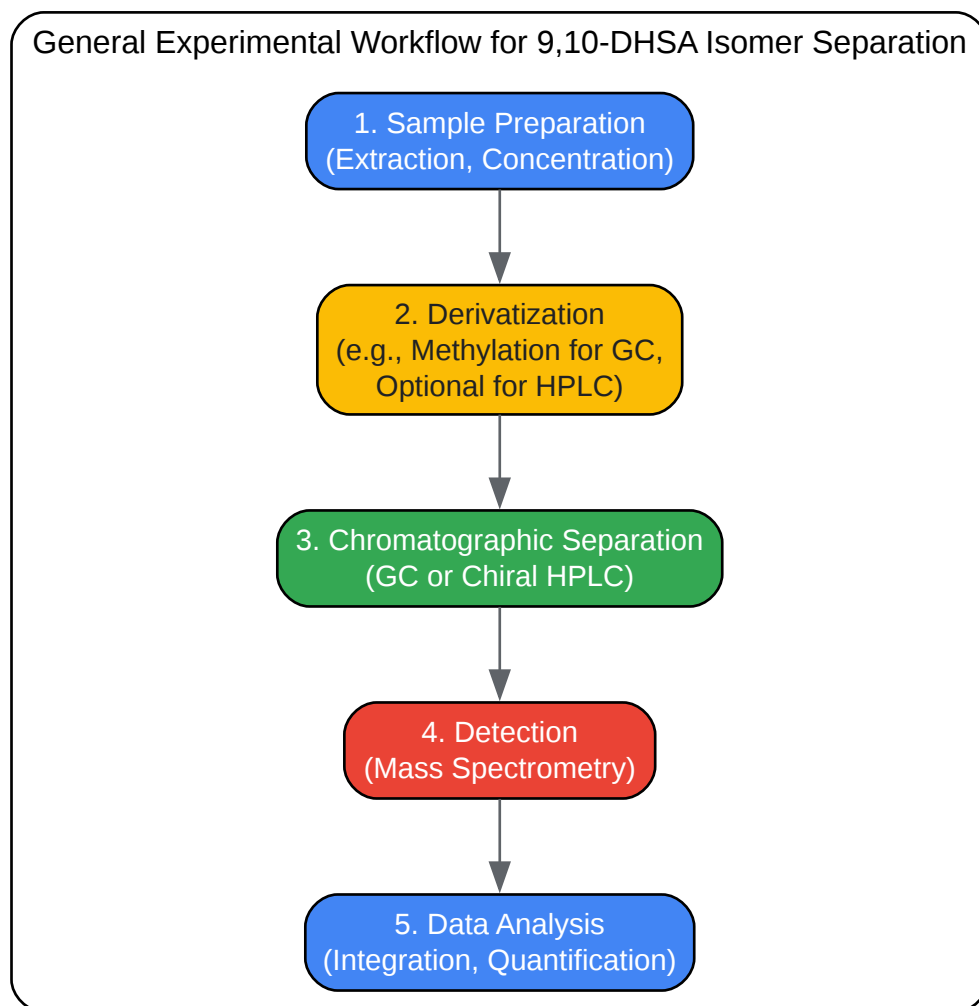 General Experimental Workflow for 9,10-DHSA Isomer Separation
1. Sample Preparation
(Extraction, Concentration)
2. Derivatization
(e.g., Methylation for GC,
Optional for HPLC)
3. Chromatographic Separation
(GC or Chiral HPLC)
4. Detection
(Mass Spectrometry)
5. Data Analysis
(Integration, Quantification)